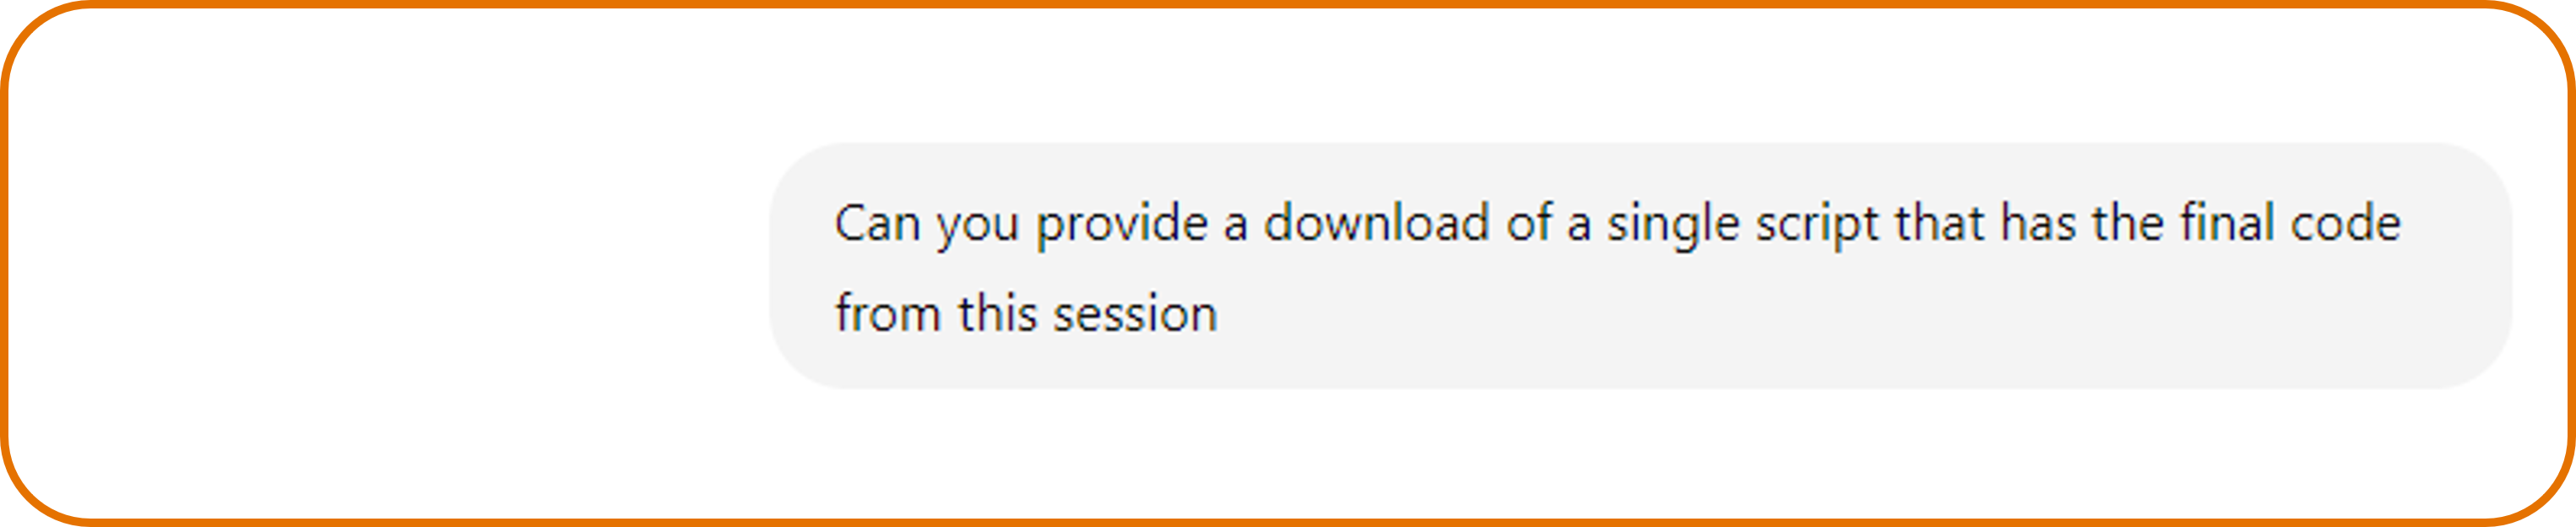 Can you provide a download of a single script that has the final code
from this session